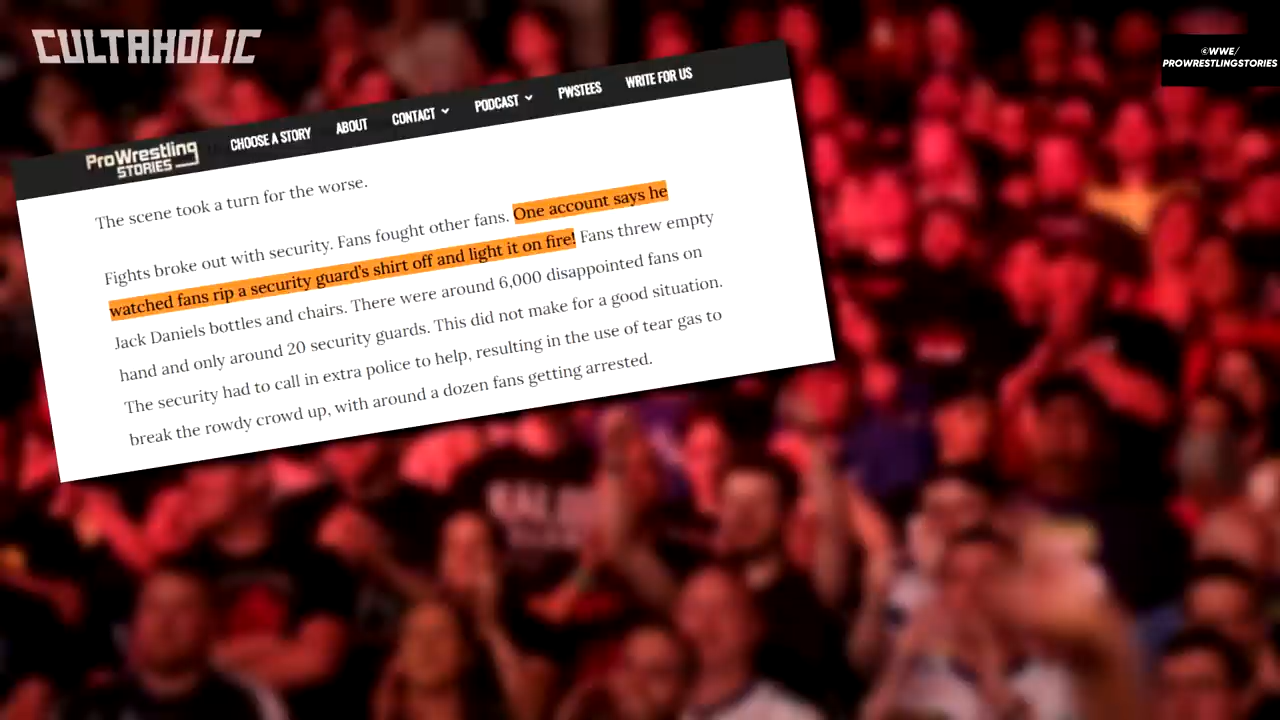 CULTAHOLIC
©WWE/
PROWRESTLINGSTORIES
ProWrestling
STORIES
CHOOSE A STORY
ABOUT
CONTACT
PODCAST
PWSTEES
WRITE FOR US
The scene took a turn for the worse.
Fights broke out with security. Fans fought other fans. One account says he
watched fans rip a security guard's shirt off and light it on fire! Fans threw empty
Jack Daniels bottles and chairs. There were around 6,000 disappointed fans on
hand and only around 20 security guards. This did not make for a good situation.
The security had to call in extra police to help, resulting in the use of tear gas to
break the rowdy crowd up, with around a dozen fans getting arrested.